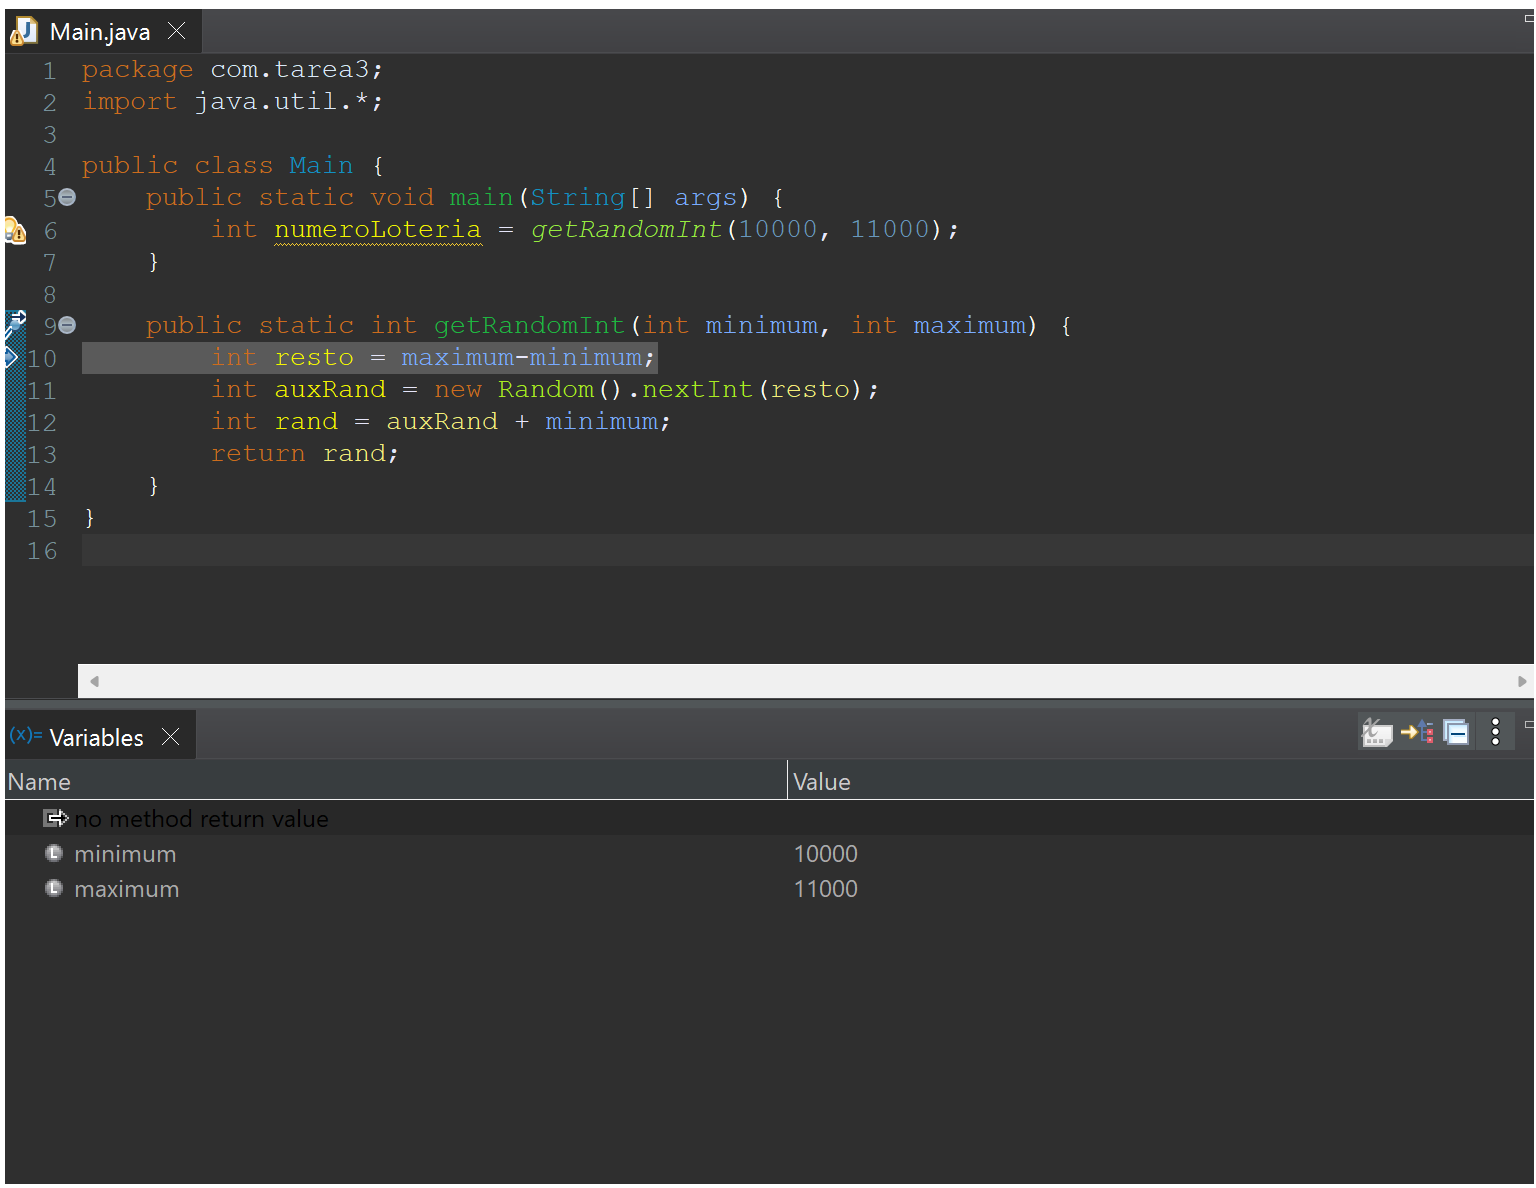 Main.java
1 package com.tarea3;
2 import java.util.*;
3
4 public class Main {
5     public static void main(String[] args) {
6         int numeroLoteria = getRandomInt(10000, 11000);
7     }
8
9     public static int getRandomInt(int minimum, int maximum) {
10         int resto = maximum-minimum;
11         int auxRand = new Random().nextInt(resto);
12         int rand = auxRand + minimum;
13         return rand;
14     }
15 }
16
(x)= Variables
Name Value
no method return value
minimum 10000
maximum 11000